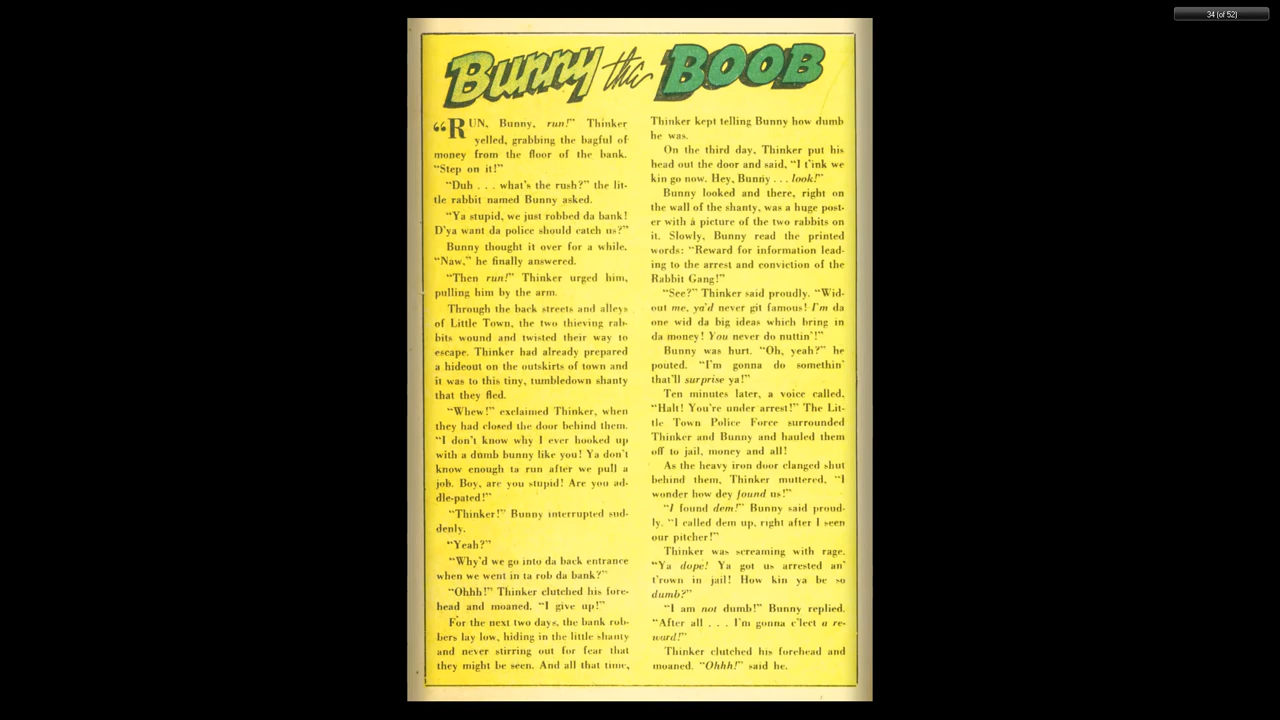 34 (of 52)
Bunny the BOOB
“RUN, Bunny, run!” Thinker
yelled, grabbing the bagful of
money from the floor of the bank.
“Step on it!”
“Duh . . . what’s the rush?” the lit-
tle rabbit named Bunny asked.
“Ya stupid, we just robbed da bank!
D’ya want da police should catch us?”
Bunny thought it over for a while.
“Naw,” he finally answered.
“Then run!” Thinker urged him,
pulling him by the arm.
Through the back streets and alleys
of Little Town, the two thieving rab-
bits wound and twisted their way to
escape. Thinker had already prepared
a hideout on the outskirts of town and
it was to this tiny, tumbledown shanty
that they fled.
“Whew!” exclaimed Thinker, when
they had closed the door behind them.
“I don’t know why I ever hooked up
with a dumb bunny like you! Ya don’t
know enough ta run after we pull a
job. Boy, are you stupid! Are you ad-
dle-pated!”
“Thinker!” Bunny interrupted sud-
denly.
“Yeah?”
“Why’d we go into da back entrance
when we went in ta rob da bank?”
“Ohhh!” Thinker clutched his fore-
head and moaned. “I give up!”
For the next two days, the bank rob-
bers lay low, hiding in the little shanty
and never stirring out for fear that
they might be seen. And all that time,
Thinker kept telling Bunny how dumb
he was.
On the third day, Thinker put his
head out the door and said, “I t’ink we
kin go now. Hey, Bunny . . . look!”
Bunny looked and there, right on
the wall of the shanty, was a huge post-
er with a picture of the two rabbits on
it. Slowly, Bunny read the printed
words: “Reward for information lead-
ing to the arrest and conviction of the
Rabbit Gang!”
“See?” Thinker said proudly. “Wid-
out me, ya’d never git famous! I’m da
one wid da big ideas which bring in
da money! You never do nuttin’!”
Bunny was hurt. “Oh, yeah?” he
pouted. “I’m gonna do somethin’
that’ll surprise ya!”
Ten minutes later, a voice called,
“Halt! You’re under arrest!” The Lit-
tle Town Police Force surrounded
Thinker and Bunny and hauled them
off to jail, money and all!
As the heavy iron door clanged shut
behind them, Thinker muttered, “I
wonder how dey found us!”
“I found dem!” Bunny said proud-
ly. “I called dem up, right after I seen
our pitcher!”
Thinker was screaming with rage.
“Ya dope! Ya got us arrested an’
t’rown in jail! How kin ya be so
dumb?”
“I am not dumb!” Bunny replied.
“After all . . . I’m gonna c’lect a re-
ward!”
Thinker clutched his forehead and
moaned. “Ohhh!” said he.